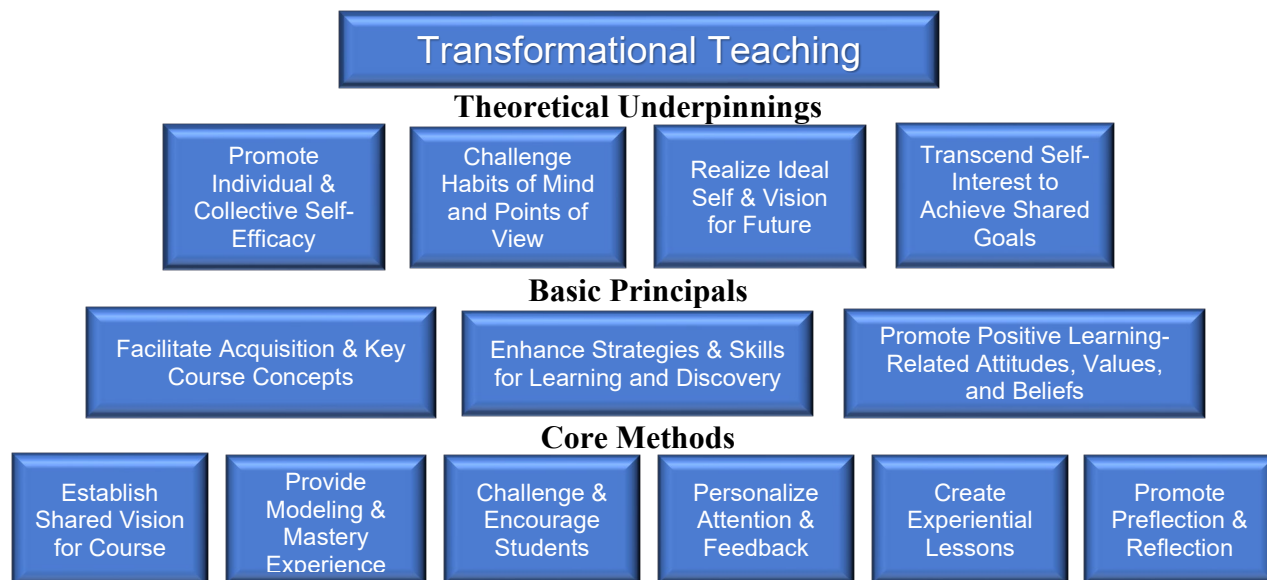 Transformational Teaching
Theoretical Underpinnings
Promote
Individual &
Collective Self-
Efficacy
Challenge
Habits of Mind
and Points of
View
Realize Ideal
Self & Vision
for Future
Transcend Self-
Interest to
Achieve Shared
Goals
Basic Principals
Facilitate Acquisition & Key
Course Concepts
Enhance Strategies & Skills
for Learning and Discovery
Promote Positive Learning-
Related Attitudes, Values,
and Beliefs
Core Methods
Establish
Shared Vision
for Course
Provide
Modeling &
Mastery
Experience
Challenge &
Encourage
Students
Personalize
Attention &
Feedback
Create
Experiential
Lessons
Promote
Preflection &
Reflection